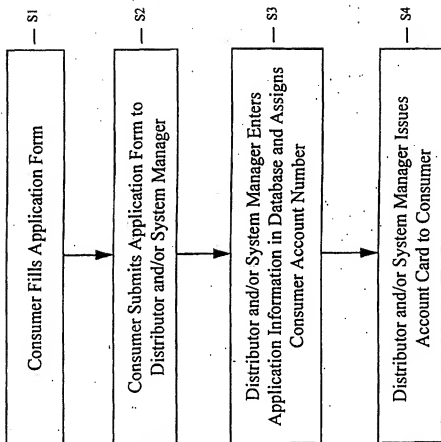 Consumer Fills Application Form
S1
Consumer Submits Application Form to
Distributor and/or System Manager
S2
Distributor and/or System Manager Enters
Application Information in Database and Assigns
Consumer Account Number
S3
Distributor and/or System Manager Issues
Account Card to Consumer
S4